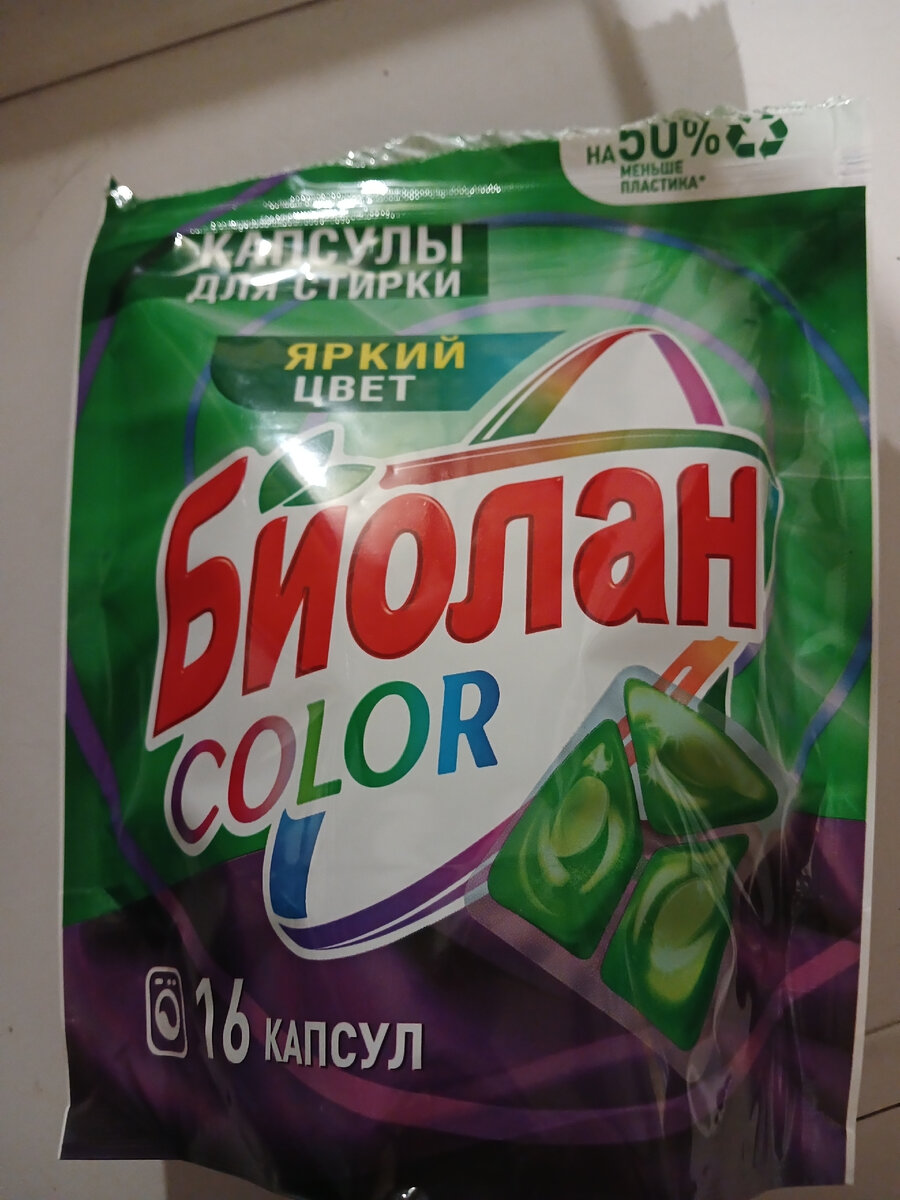 НА 50%
МЕНЬШЕ
ПЛАСТИКА*
КАПСУЛЫ
ДЛЯ СТИРКИ
ЯРКИЙ
ЦВЕТ
Биолан
COLOR
16 КАПСУЛ